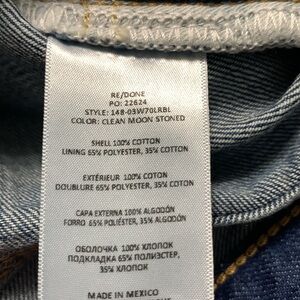 RE/DONE
PO: 22624
STYLE: 148-03W70LRBL
COLOR: CLEAN MOON STONED
SHELL 100% COTTON
LINING 65% POLYESTER, 35% COTTON
EXTÉRIEUR 100% COTON
DOUBLURE 65% POLYESTER, 35% COTON
CAPA EXTERNA 100% ALGODÓN
FORRO 65% POLIÉSTER, 35% ALGODÓN
ОБОЛОЧКА 100% ХЛОПОК
ПОДКЛАДКА 65% ПОЛИЭСТЕР,
35% ХЛОПОК
MADE IN MEXICO